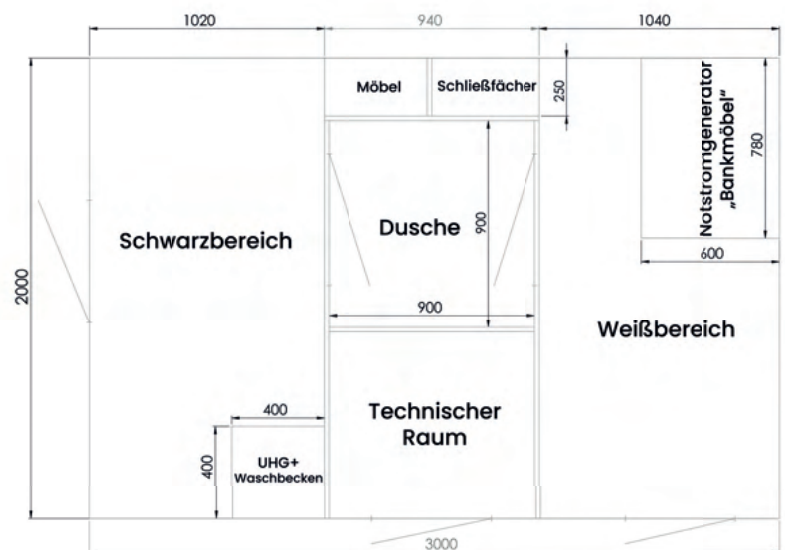 1020
940
1040
Möbel
Schließfächer
250
Notstromgenerator
„Bankmöbel“
780
600
Schwarzbereich
Dusche
900
900
2000
Weißbereich
Technischer
Raum
400
400
UHG+
Waschbecken
3000